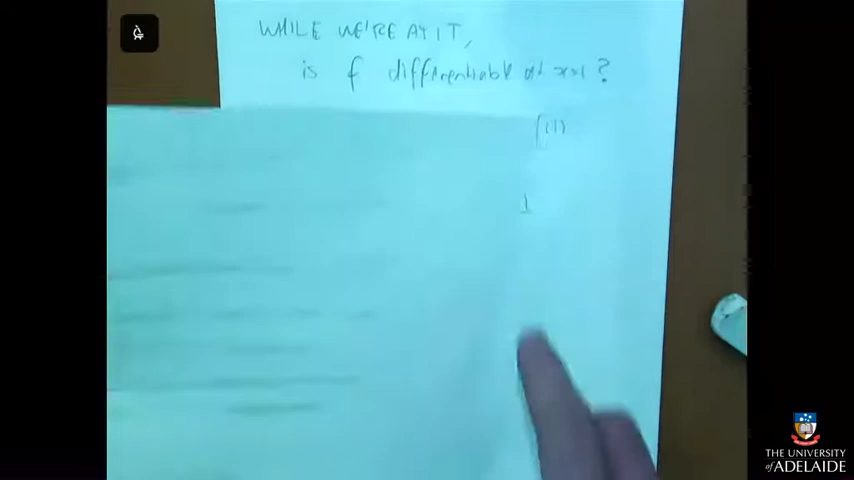 WHILE WE'RE AT IT,
is f differentiable at x=1?
f(1)
1
THE UNIVERSITY
of ADELAIDE